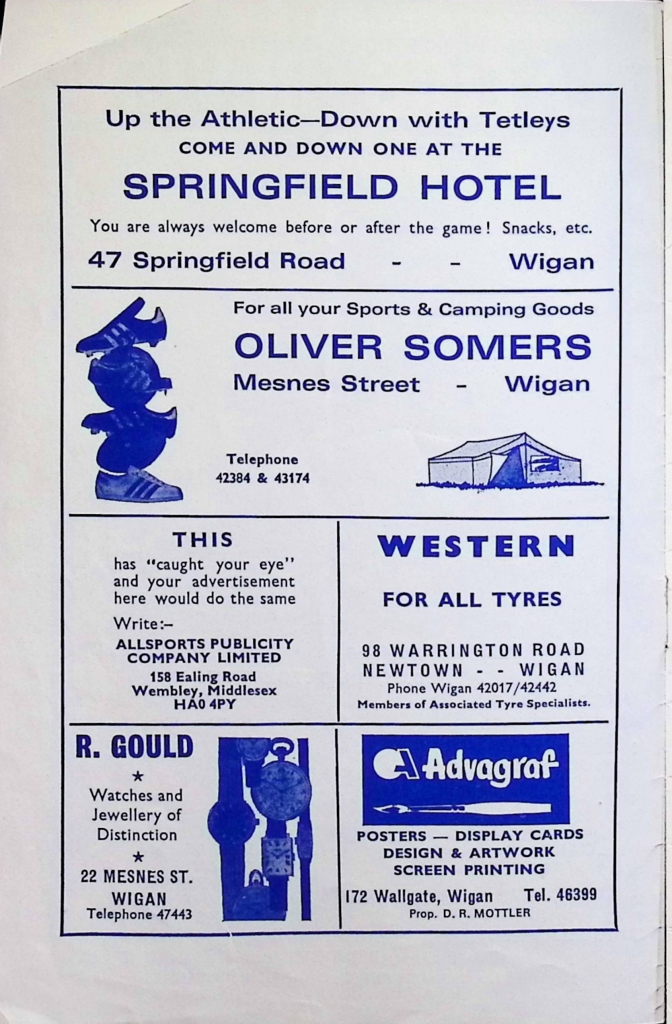 Up the Athletic—Down with Tetleys
COME AND DOWN ONE AT THE
SPRINGFIELD HOTEL
You are always welcome before or after the game! Snacks, etc.
47 Springfield Road - - Wigan
For all your Sports & Camping Goods
OLIVER SOMERS
Mesnes Street - Wigan
Telephone
42384 & 43174
THIS
has "caught your eye"
and your advertisement
here would do the same
Write:–
ALLSPORTS PUBLICITY
COMPANY LIMITED
158 Ealing Road
Wembley, Middlesex
HA0 4PY
WESTERN
FOR ALL TYRES
98 WARRINGTON ROAD
NEWTOWN - - WIGAN
Phone Wigan 42017/42442
Members of Associated Tyre Specialists.
R. GOULD
Watches and
Jewellery of
Distinction
22 MESNES ST.
WIGAN
Telephone 47443
Advagraf
POSTERS — DISPLAY CARDS
DESIGN & ARTWORK
SCREEN PRINTING
172 Wallgate, Wigan Tel. 46399
Prop. D. R. MOTTLER